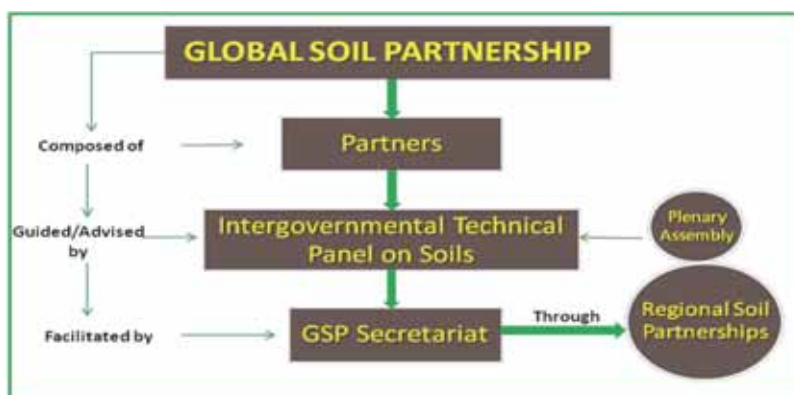 GLOBAL SOIL PARTNERSHIP
Composed of
Partners
Guided/Advised
by
Intergovernmental Technical
Panel on Soils
Plenary
Assembly
Facilitated by
GSP Secretariat
Through
Regional Soil
Partnerships